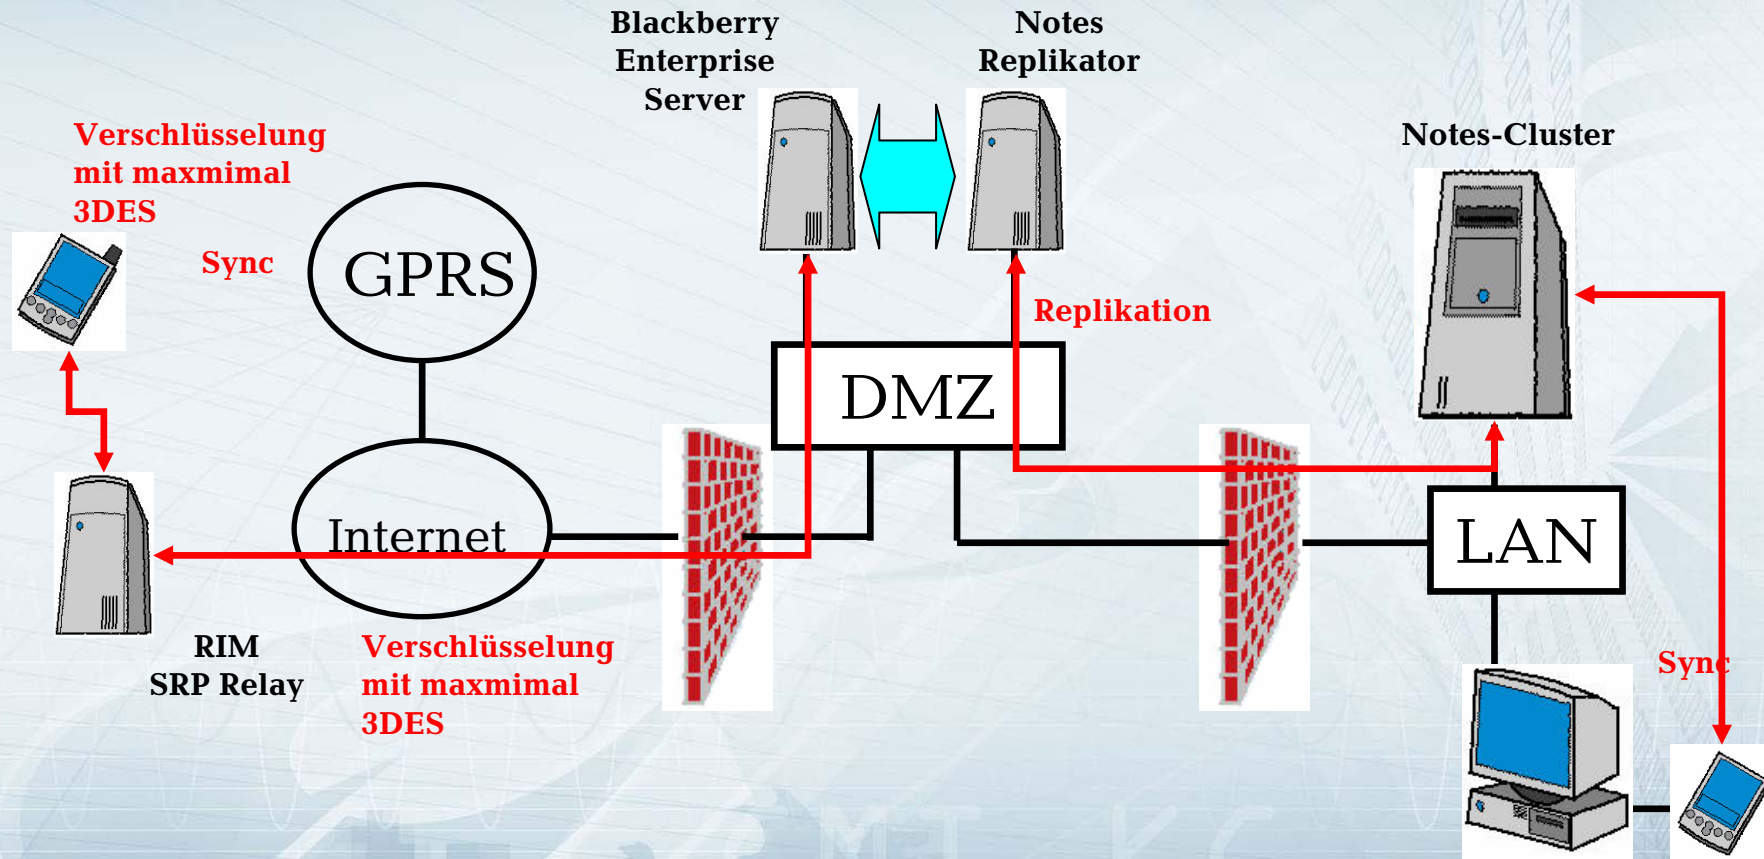 Blackberry
Enterprise
Server
Notes
Replikator
Notes-Cluster
Verschlüsselung
mit maxmimal
3DES
Sync
GPRS
Replikation
DMZ
Internet
LAN
RIM
SRP Relay
Verschlüsselung
mit maxmimal
3DES
Sync